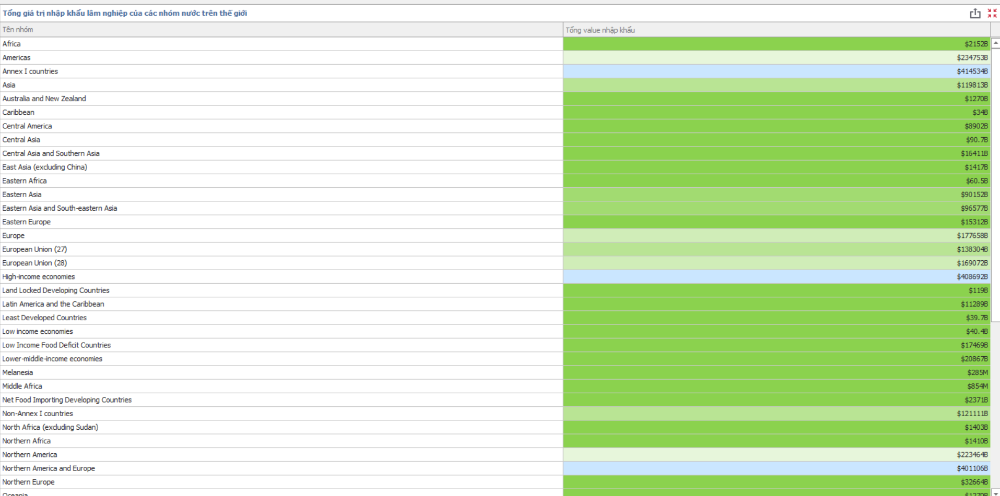 Tổng giá trị nhập khẩu lâm nghiệp của các nhóm nước trên thế giới
Tên nhóm Tổng value nhập khẩu
Africa $2152B
Americas $234753B
Annex I countries $414534B
Asia $119813B
Australia and New Zealand $1270B
Caribbean $34B
Central America $8902B
Central Asia $90.7B
Central Asia and Southern Asia $16411B
East Asia (excluding China) $1417B
Eastern Africa $60.5B
Eastern Asia $90152B
Eastern Asia and South-eastern Asia $96577B
Eastern Europe $15312B
Europe $177658B
European Union (27) $138304B
European Union (28) $169072B
High-income economies $408692B
Land Locked Developing Countries $119B
Latin America and the Caribbean $11289B
Least Developed Countries $39.7B
Low income economies $40.4B
Low Income Food Deficit Countries $17469B
Lower-middle-income economies $20867B
Melanesia $285M
Middle Africa $854M
Net Food Importing Developing Countries $2371B
Non-Annex I countries $121111B
North Africa (excluding Sudan) $1403B
Northern Africa $1410B
Northern America $223464B
Northern America and Europe $401106B
Northern Europe $32664B
Oceania $1270B